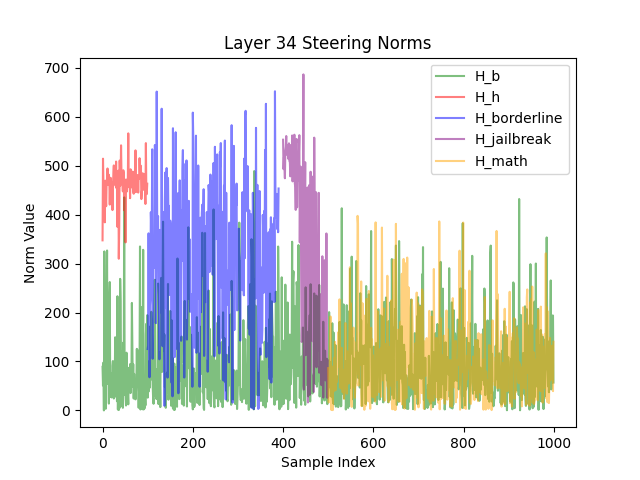 Layer 34 Steering Norms
700
600
500
400
300
200
100
0
Norm Value
0
200
400
600
800
1000
Sample Index
H_b
H_h
H_borderline
H_jailbreak
H_math